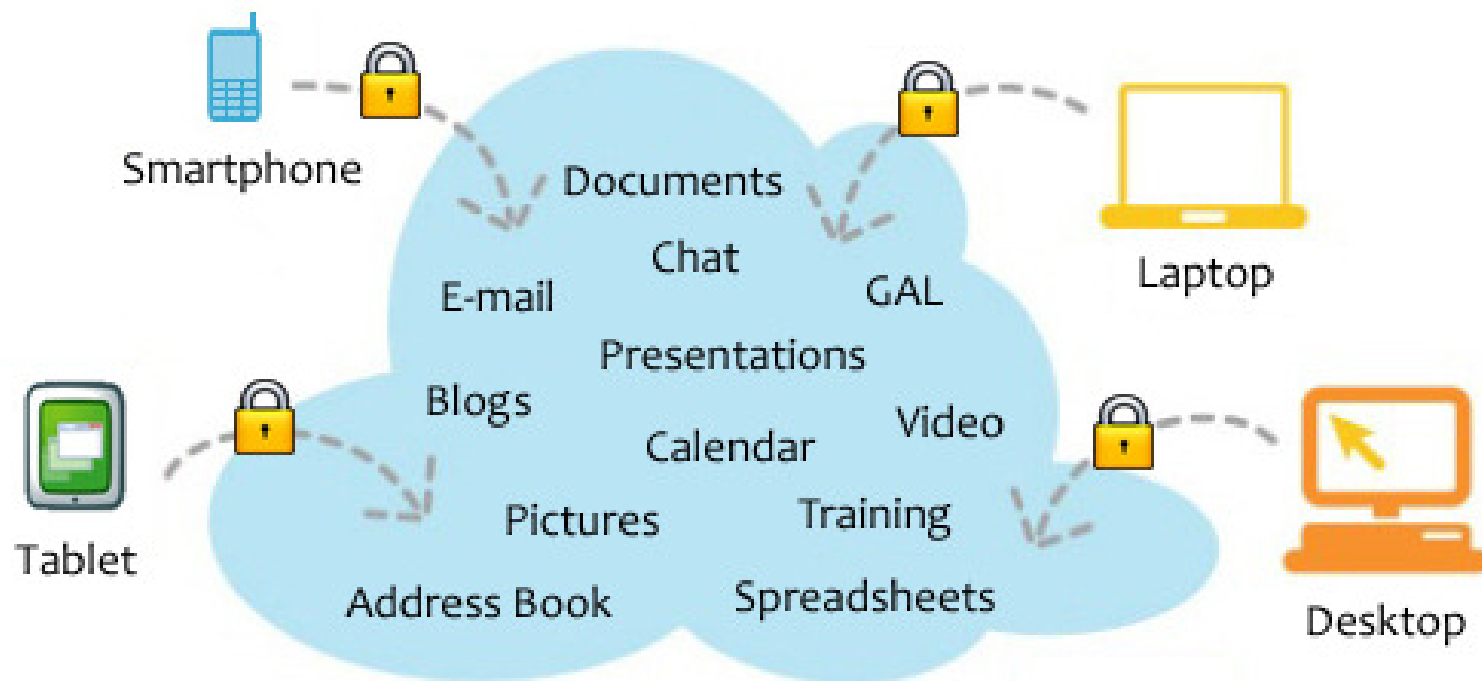 Smartphone
Documents
Chat
Laptop
E-mail
GAL
Presentations
Blogs
Video
Calendar
Pictures
Training
Tablet
Address Book
Spreadsheets
Desktop